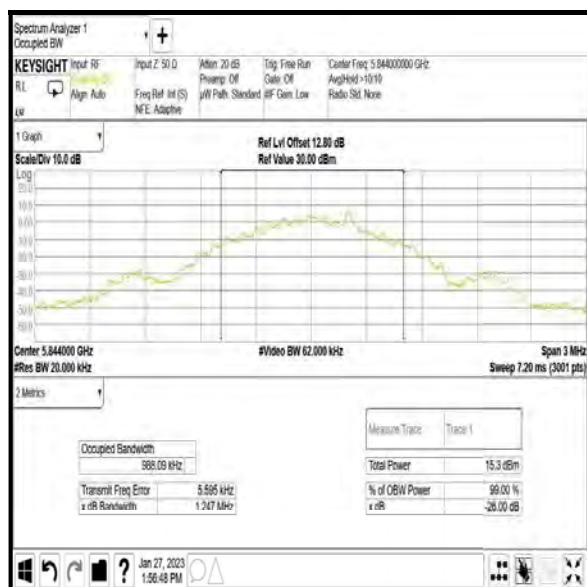 Spectrum Analyzer 1
Occupied BW
KEYSIGHT
R L
Input: RF
Align: Auto
Input Z: 50 Ω
Freq Ref: Int (S)
NFE: Adaptive
Atten: 20 dB
Preamp: Off
µW Path: Standard
Trig: Free Run
Gate: Off
#IF Gain: Low
Center Freq: 5.844000000 GHz
Avg|Hold >10/10
Radio Std: None
1 Graph
Scale/Div 10.0 dB
Ref Lvl Offset 12.80 dB
Ref Value 30.00 dBm
Log
20.0
10.0
0.00
Center 5.844000 GHz
#Res BW 20.000 kHz
#Video BW 62.000 kHz
Span 3 MHz
Sweep 7.20 ms (3001 pts)
2 Metrics
Occupied Bandwidth
988.09 kHz
Transmit Freq Error 5.595 kHz
x dB Bandwidth 1.247 MHz
Measure Trace Trace 1
Total Power 15.3 dBm
% of OBW Power 99.00 %
x dB -26.00 dB
?
Jan 27, 2023
1:56:48 PM